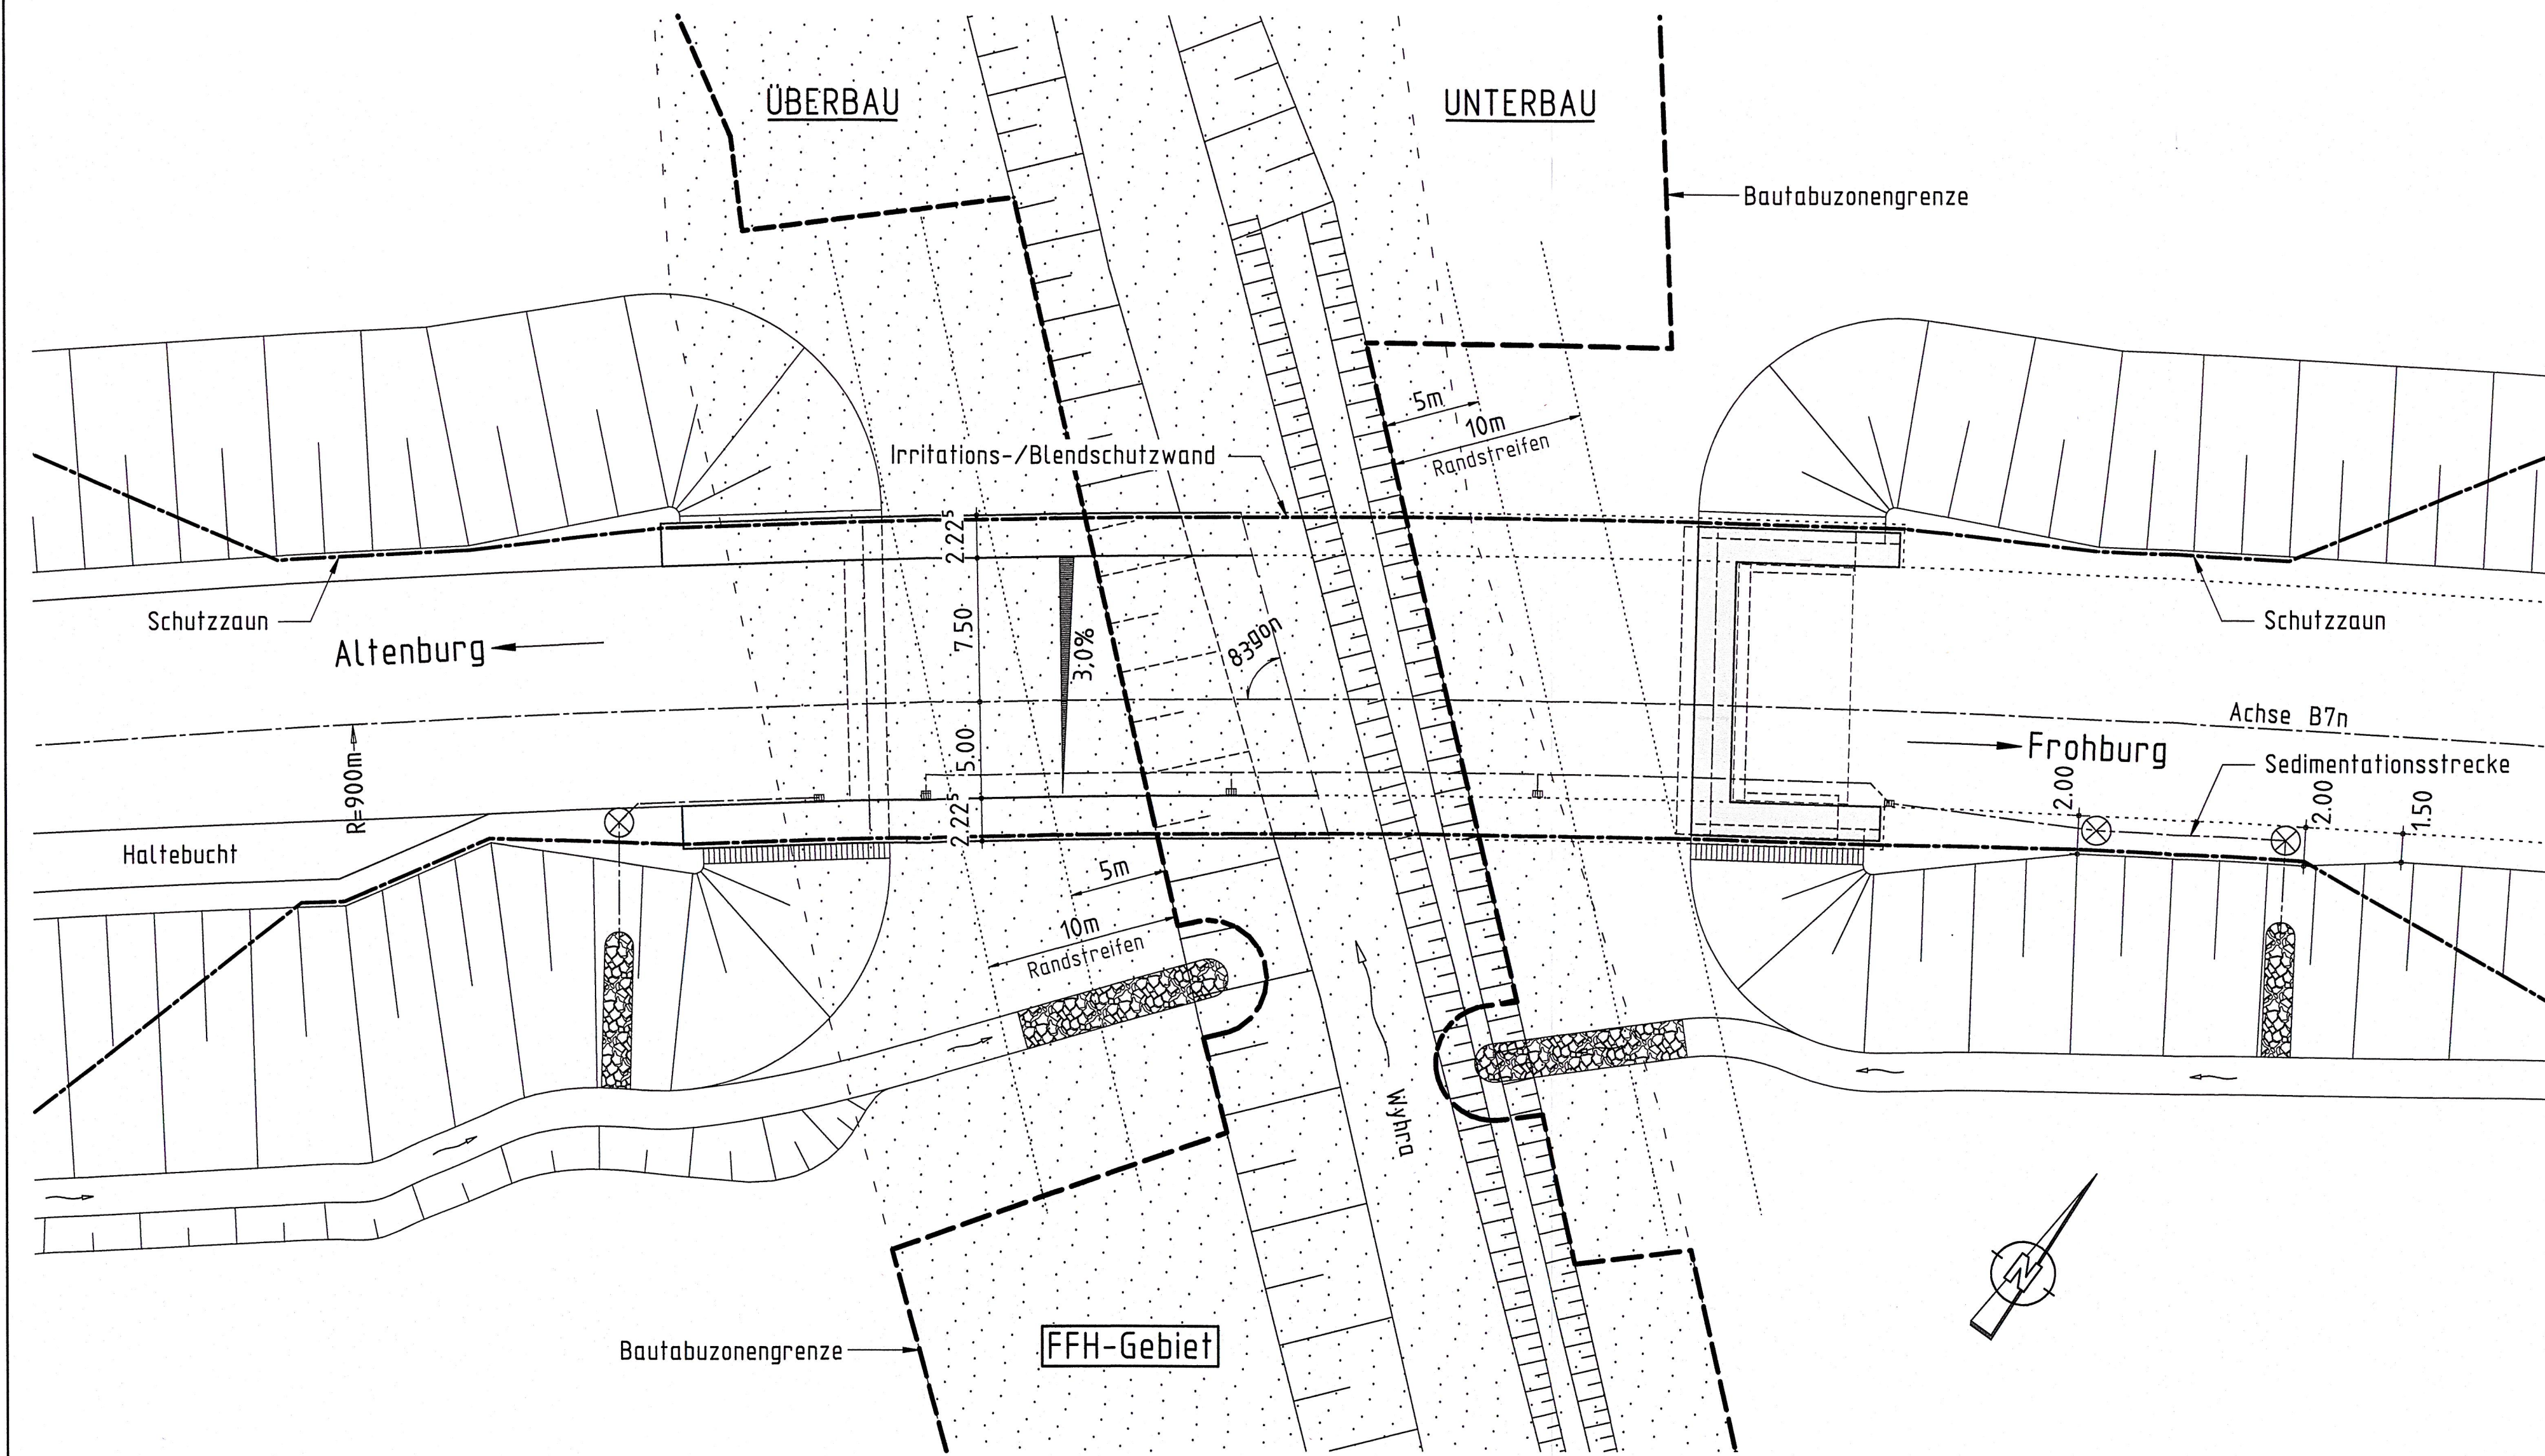 ÜBERBAU
UNTERBAU
Bautabuzonengrenze
5m
10m
Randstreifen
Irritations-/Blendschutzwand
2.22⁵
Schutzzaun
Schutzzaun
Altenburg
7.50
3,0%
83gon
Achse B7n
Frohburg
Sedimentationsstrecke
R=900m
5.00
2.00
2.00
1.50
2.22⁵
Haltebucht
5m
10m
Randstreifen
Wyhra
N
Bautabuzonengrenze
FFH-Gebiet